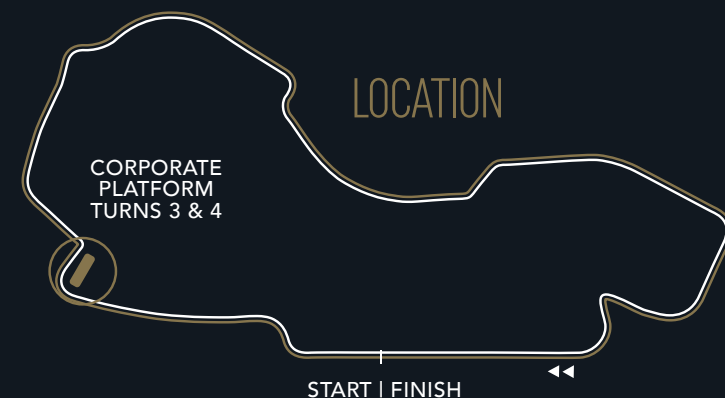 LOCATION
CORPORATE
PLATFORM
TURNS 3 & 4
START | FINISH